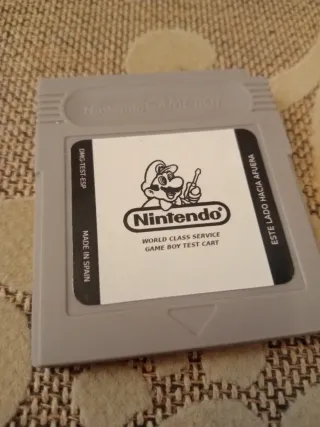 Nintendo GAME BOY
DMG-TEST-ESP
MADE IN SPAIN
Nintendo®
WORLD CLASS SERVICE
GAME BOY TEST CART
ESTE LADO HACIA AFUERA